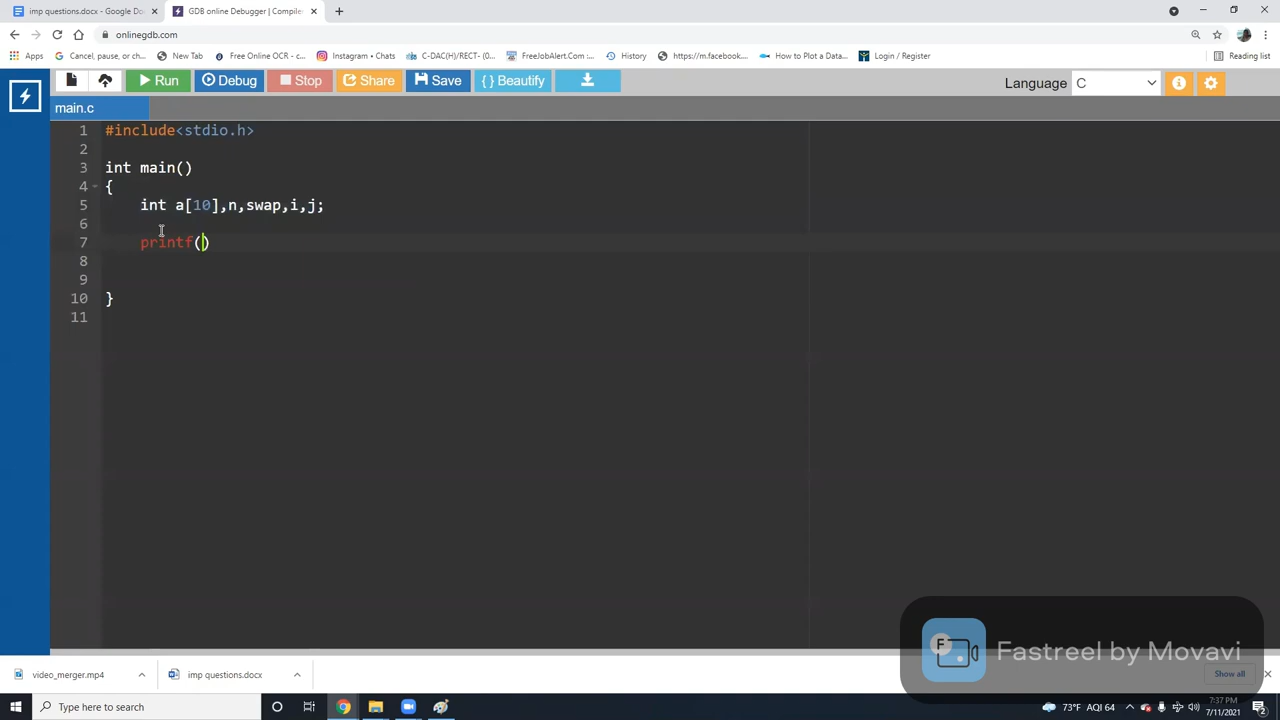 imp questions.docx - Google Doc
GDB online Debugger | Compiler
onlinegdb.com
Apps
Cancel, pause, or ch...
New Tab
Free Online OCR - c...
Instagram • Chats
C-DAC(H)/RECT- (0/...
FreeJobAlert.Com :...
History
https://m.facebook....
How to Plot a Data...
Login / Register
Reading list
Run
Debug
Stop
Share
Save
{ } Beautify
Language
C
main.c
1 #include<stdio.h>
2
3 int main()
4 {
5 int a[10],n,swap,i,j;
6
7 printf()
8
9
10 }
11
Fastreel by Movavi
video_merger.mp4
imp questions.docx
Show all
Type here to search
73°F AQI 64
7:37 PM
7/11/2021